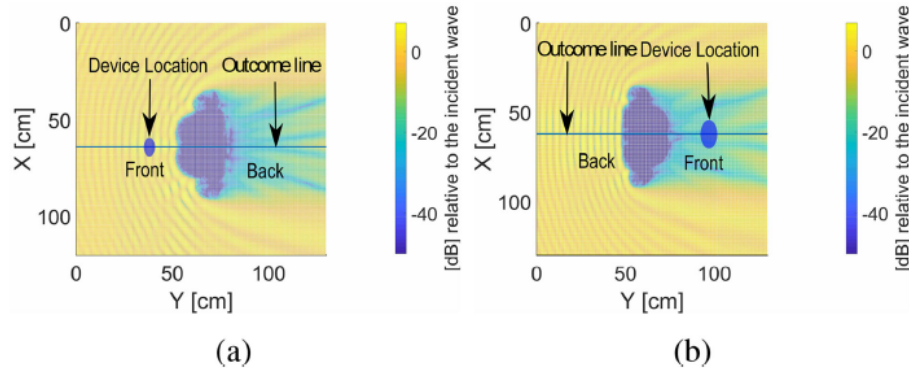 0
50
100
X [cm]
Device Location
Outcome line
Front
Back
0
50
100
Y [cm]
0
-20
-40
[dB] relative to the incident wave
(a)
0
50
100
X [cm]
Outcome line
Device Location
Back
Front
0
50
100
Y [cm]
0
-20
-40
[dB] relative to the incident wave
(b)